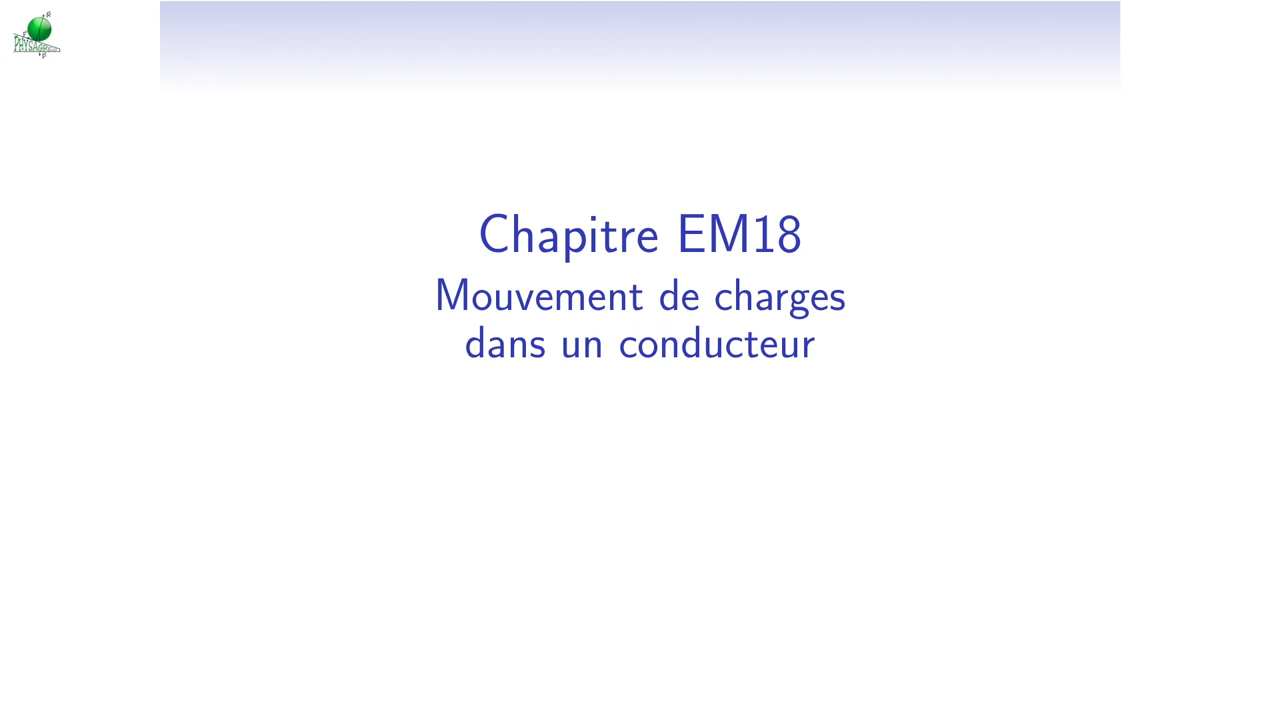 Chapitre EM18
Mouvement de charges
dans un conducteur